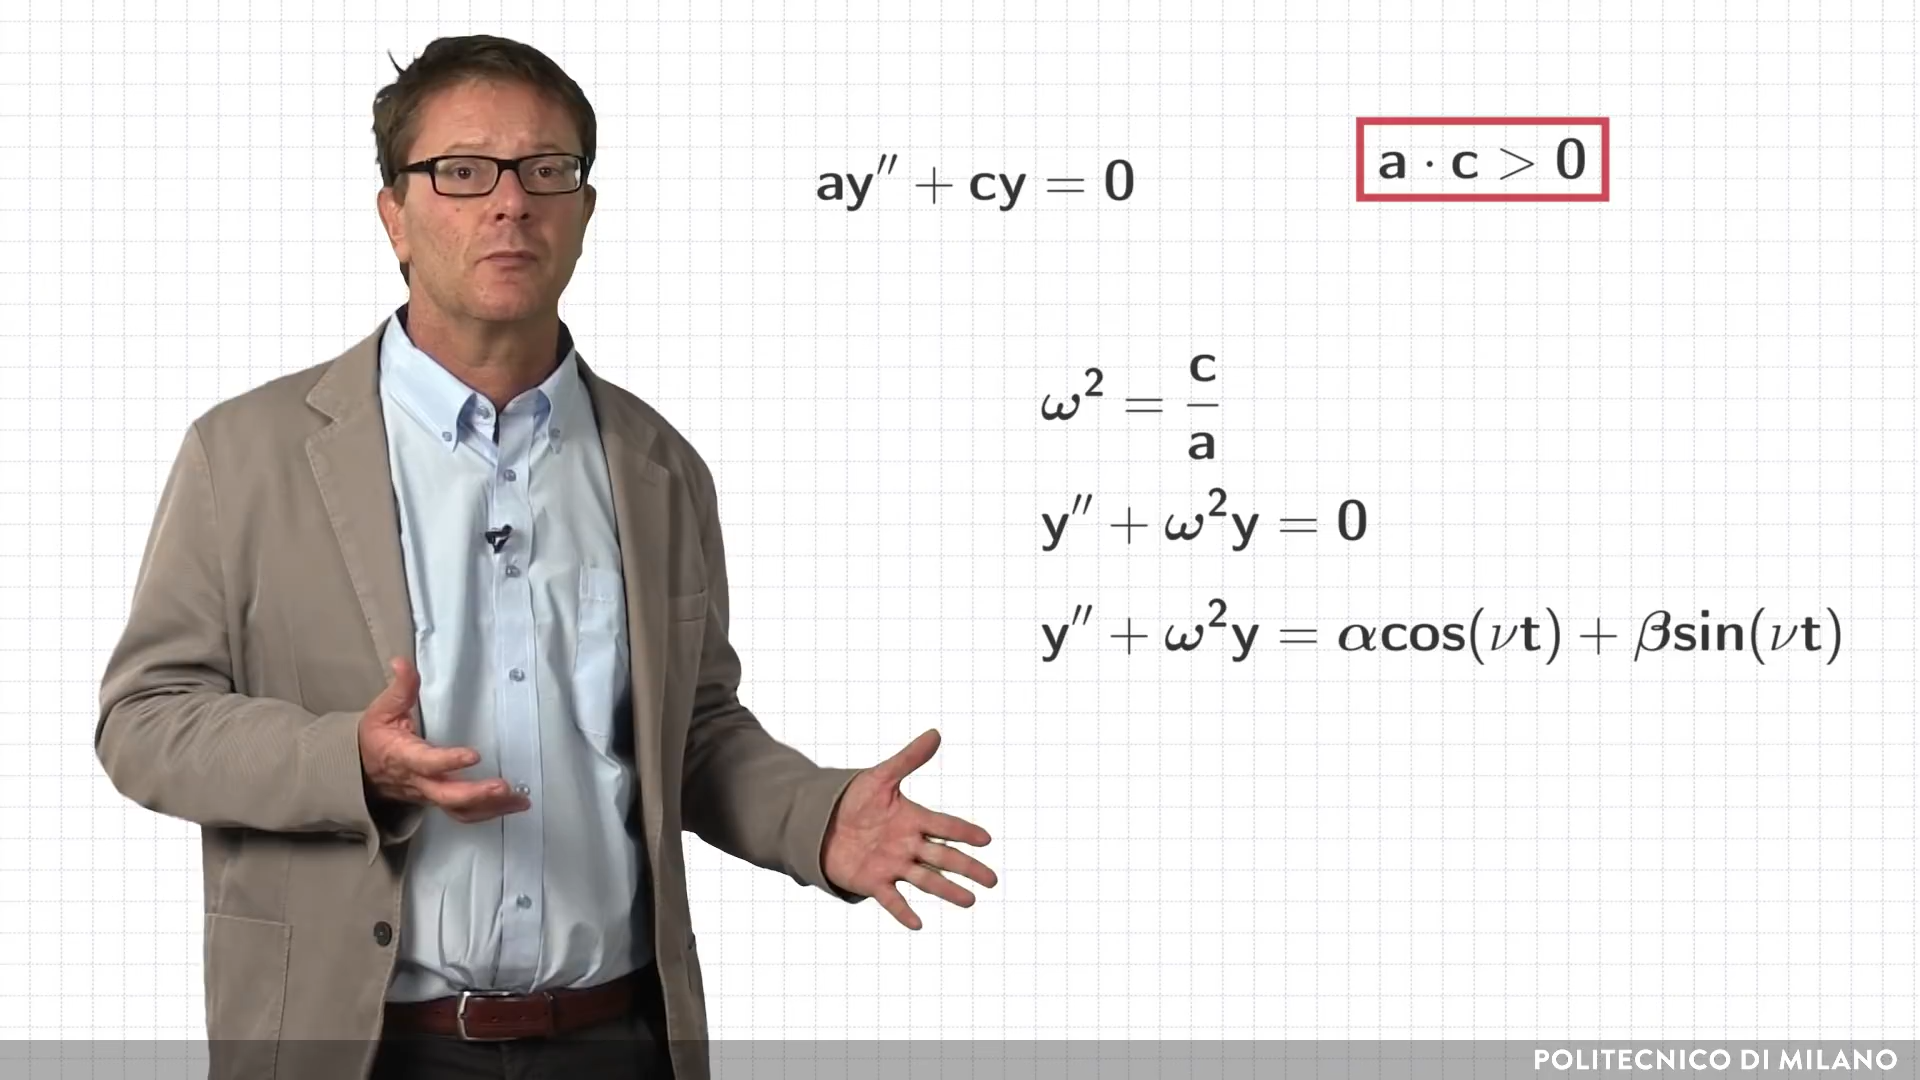 ay″ + cy = 0
a · c > 0
ω² = c/a
y″ + ω²y = 0
y″ + ω²y = αcos(νt) + βsin(νt)
POLITECNICO DI MILANO